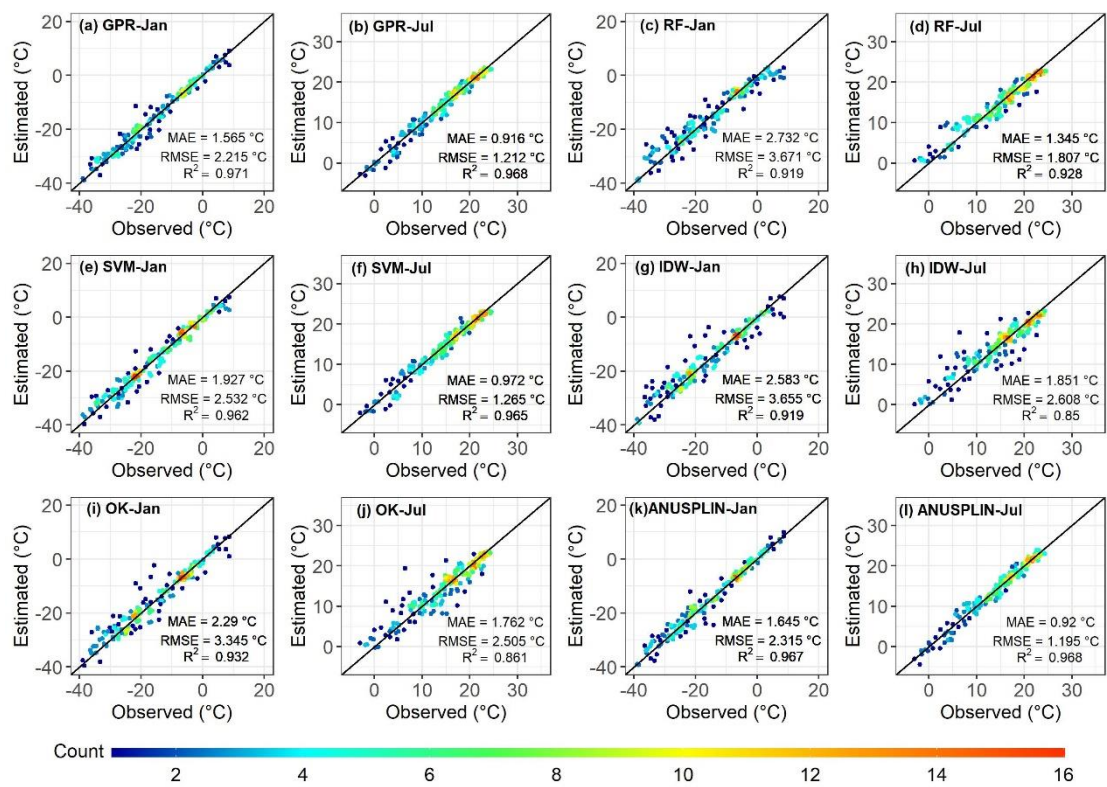 (a) GPR-Jan
(b) GPR-Jul
(c) RF-Jan
(d) RF-Jul
20
0
-20
-40
Estimated (°C)
MAE = 1.565 °C
RMSE = 2.215 °C
R² = 0.971
-40 -20 0 20
Observed (°C)
30
20
10
0
Estimated (°C)
MAE = 0.916 °C
RMSE = 1.212 °C
R² = 0.968
0 10 20 30
Observed (°C)
20
0
-20
-40
Estimated (°C)
MAE = 2.732 °C
RMSE = 3.671 °C
R² = 0.919
-40 -20 0 20
Observed (°C)
30
20
10
0
Estimated (°C)
MAE = 1.345 °C
RMSE = 1.807 °C
R² = 0.928
0 10 20 30
Observed (°C)
(e) SVM-Jan
(f) SVM-Jul
(g) IDW-Jan
(h) IDW-Jul
20
0
-20
-40
Estimated (°C)
MAE = 1.927 °C
RMSE = 2.532 °C
R² = 0.962
-40 -20 0 20
Observed (°C)
30
20
10
0
Estimated (°C)
MAE = 0.972 °C
RMSE = 1.265 °C
R² = 0.965
0 10 20 30
Observed (°C)
20
0
-20
-40
Estimated (°C)
MAE = 2.583 °C
RMSE = 3.655 °C
R² = 0.919
-40 -20 0 20
Observed (°C)
30
20
10
0
Estimated (°C)
MAE = 1.851 °C
RMSE = 2.608 °C
R² = 0.85
0 10 20 30
Observed (°C)
(i) OK-Jan
(j) OK-Jul
(k)ANUSPLIN-Jan
(l) ANUSPLIN-Jul
20
0
-20
-40
Estimated (°C)
MAE = 2.29 °C
RMSE = 3.345 °C
R² = 0.932
-40 -20 0 20
Observed (°C)
30
20
10
0
Estimated (°C)
MAE = 1.762 °C
RMSE = 2.505 °C
R² = 0.861
0 10 20 30
Observed (°C)
20
0
-20
-40
Estimated (°C)
MAE = 1.645 °C
RMSE = 2.315 °C
R² = 0.967
-40 -20 0 20
Observed (°C)
30
20
10
0
Estimated (°C)
MAE = 0.92 °C
RMSE = 1.195 °C
R² = 0.968
0 10 20 30
Observed (°C)
Count
2 4 6 8 10 12 14 16